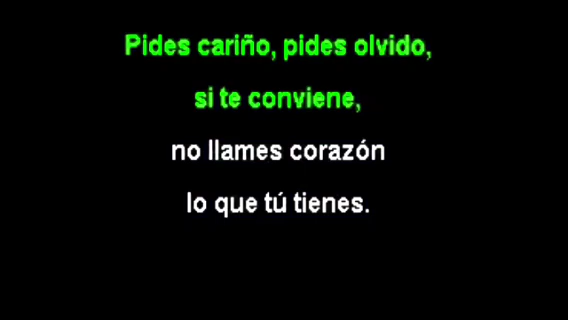 Pides cariño, pides olvido,
si te conviene,
no llames corazón
lo que tú tienes.